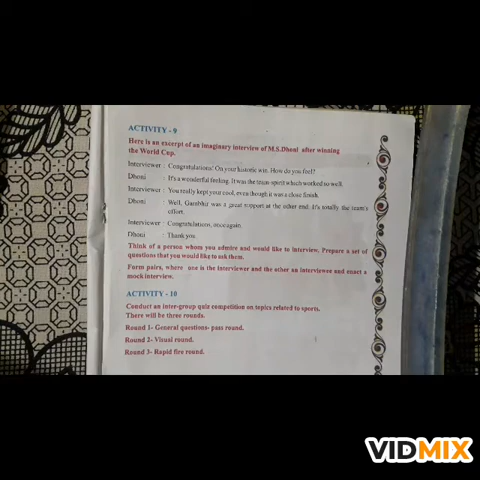 ACTIVITY - 9
Here is an excerpt of an imaginary interview of M.S.Dhoni after winning
the World Cup.
Interviewer : Congratulations! On your historic win. How do you feel?
Dhoni : It's a wonderful feeling. It was the team-spirit which worked so well.
Interviewer : You really kept your cool, even though it was a close finish.
Dhoni : Well, Gambhir was a great support at the other end. It's totally the team's
effort.
Interviewer : Congratulations, once again.
Dhoni : Thank you.
Think of a person whom you admire and would like to interview. Prepare a set of
questions that you would like to ask them.
Form pairs, where one is the interviewer and the other an interviewee and enact a
mock interview.
ACTIVITY - 10
Conduct an inter-group quiz competition on topics related to sports.
There will be three rounds.
Round 1- General questions- pass round.
Round 2- Visual round.
Round 3- Rapid fire round.
VIDMIX